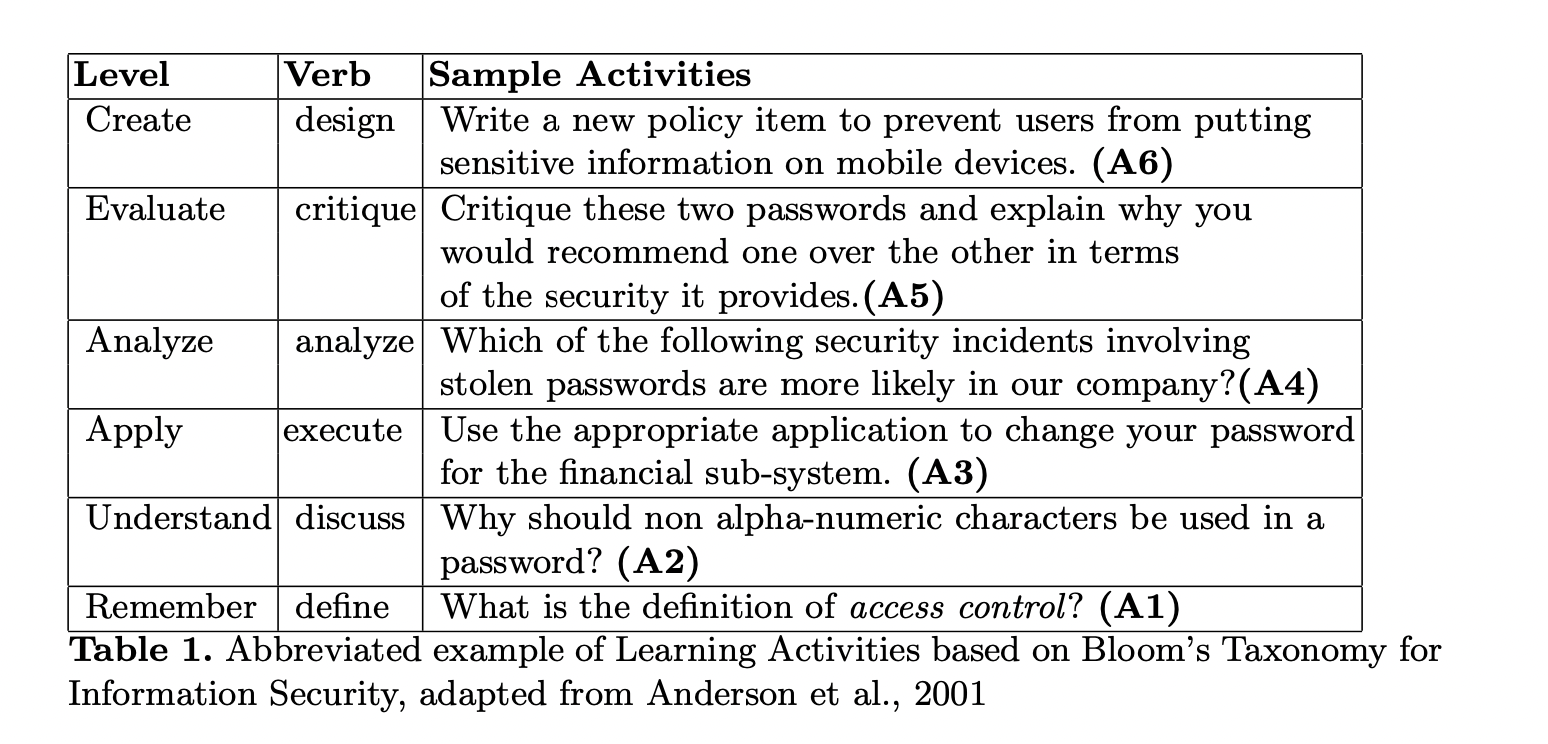 Level Verb Sample Activities
Create design Write a new policy item to prevent users from putting
sensitive information on mobile devices. (A6)
Evaluate critique Critique these two passwords and explain why you
would recommend one over the other in terms
of the security it provides.(A5)
Analyze analyze Which of the following security incidents involving
stolen passwords are more likely in our company?(A4)
Apply execute Use the appropriate application to change your password
for the financial sub-system. (A3)
Understand discuss Why should non alpha-numeric characters be used in a
password? (A2)
Remember define What is the definition of access control? (A1)
Table 1. Abbreviated example of Learning Activities based on Bloom's Taxonomy for
Information Security, adapted from Anderson et al., 2001